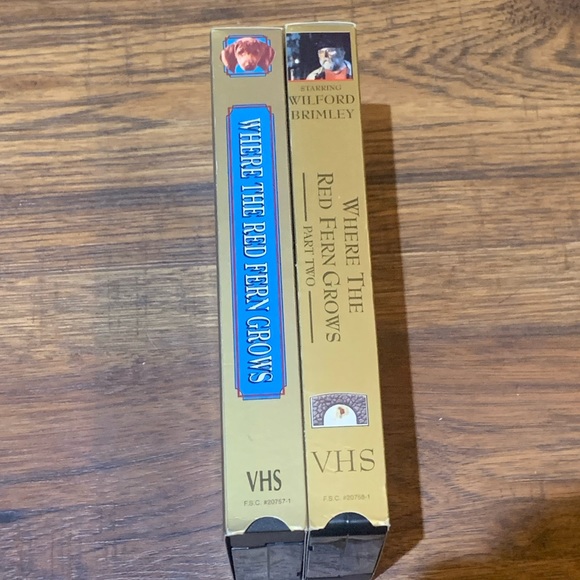 WHERE THE RED FERN GROWS
VHS
F.S.C. #20757-1
STARRING
WILFORD
BRIMLEY
WHERE THE
RED FERN GROWS
PART TWO
VHS
F.S.C. #20758-1